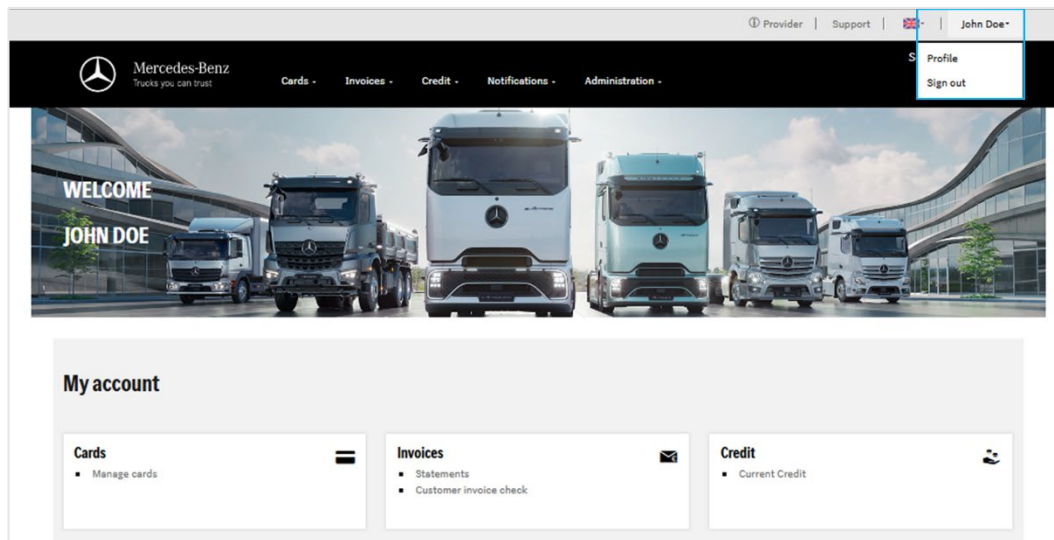 Provider | Support | John Doe
Profile
Sign out
Mercedes-Benz
Trucks you can trust
Cards Invoices Credit Notifications Administration
S
WELCOME
JOHN DOE
My account
Cards
Manage cards
Invoices
Statements
Customer invoice check
Credit
Current Credit